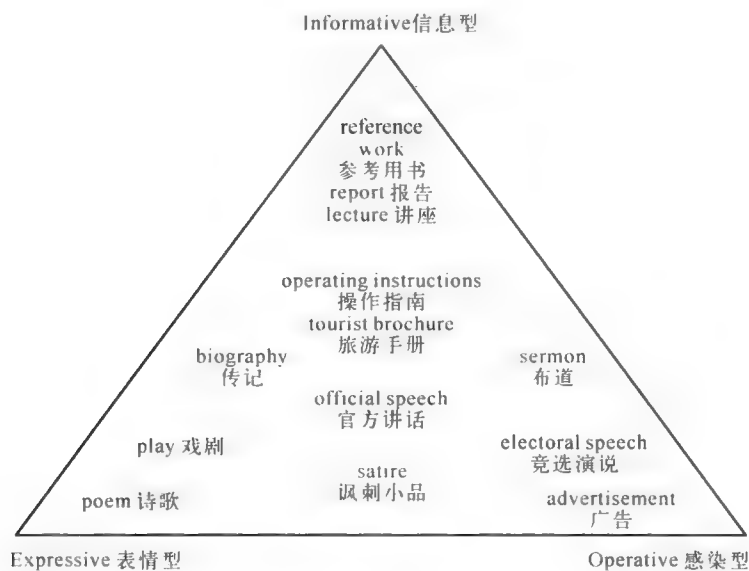 Informative信息型
reference
work
参考用书
report 报告
lecture 讲座
operating instructions
操作指南
tourist brochure
旅游手册
biography
传记
sermon
布道
official speech
官方讲话
play 戏剧
electoral speech
竞选演说
satire
讽刺小品
poem 诗歌
advertisement
广告
Expressive 表情型
Operative 感染型